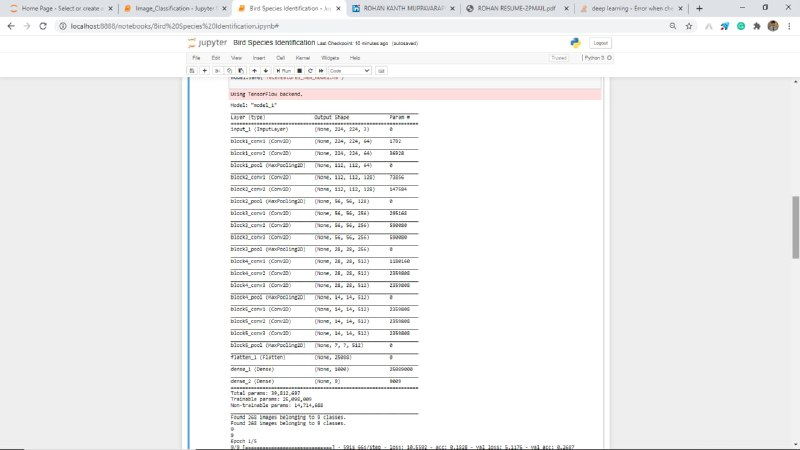 Home Page - Select or create a
Image_Classification - Jupyter
Bird Species Identification - Jup
ROHAN KANTH MUPPAVARAP
ROHAN RESUME-2PMAIL.pdf
deep learning - Error when che
localhost:8888/notebooks/Bird%20Species%20Identification.ipynb#
jupyter Bird Species Identification Last Checkpoint: 10 minutes ago (autosaved)
Logout
File Edit View Insert Cell Kernel Widgets Help
Trusted Python 3
Run Code
Using TensorFlow backend.
Model: "model_1"
Layer (type) Output Shape Param #
input_1 (InputLayer) (None, 224, 224, 3) 0
block1_conv1 (Conv2D) (None, 224, 224, 64) 1792
block1_conv2 (Conv2D) (None, 224, 224, 64) 36928
block1_pool (MaxPooling2D) (None, 112, 112, 64) 0
block2_conv1 (Conv2D) (None, 112, 112, 128) 73856
block2_conv2 (Conv2D) (None, 112, 112, 128) 147584
block2_pool (MaxPooling2D) (None, 56, 56, 128) 0
block3_conv1 (Conv2D) (None, 56, 56, 256) 295168
block3_conv2 (Conv2D) (None, 56, 56, 256) 590080
block3_conv3 (Conv2D) (None, 56, 56, 256) 590080
block3_pool (MaxPooling2D) (None, 28, 28, 256) 0
block4_conv1 (Conv2D) (None, 28, 28, 512) 1180160
block4_conv2 (Conv2D) (None, 28, 28, 512) 2359808
block4_conv3 (Conv2D) (None, 28, 28, 512) 2359808
block4_pool (MaxPooling2D) (None, 14, 14, 512) 0
block5_conv1 (Conv2D) (None, 14, 14, 512) 2359808
block5_conv2 (Conv2D) (None, 14, 14, 512) 2359808
block5_conv3 (Conv2D) (None, 14, 14, 512) 2359808
block5_pool (MaxPooling2D) (None, 7, 7, 512) 0
flatten_1 (Flatten) (None, 25088) 0
dense_1 (Dense) (None, 1000) 25089000
dense_2 (Dense) (None, 9) 9009
Total params: 39,812,697
Trainable params: 25,098,009
Non-trainable params: 14,714,688
Found 265 images belonging to 9 classes.
Found 268 images belonging to 9 classes.
9
9
Epoch 1/5
9/9 [==============================] - 591s 66s/step - loss: 10.5592 - acc: 0.1828 - val_loss: 5.1176 - val_acc: 0.2687